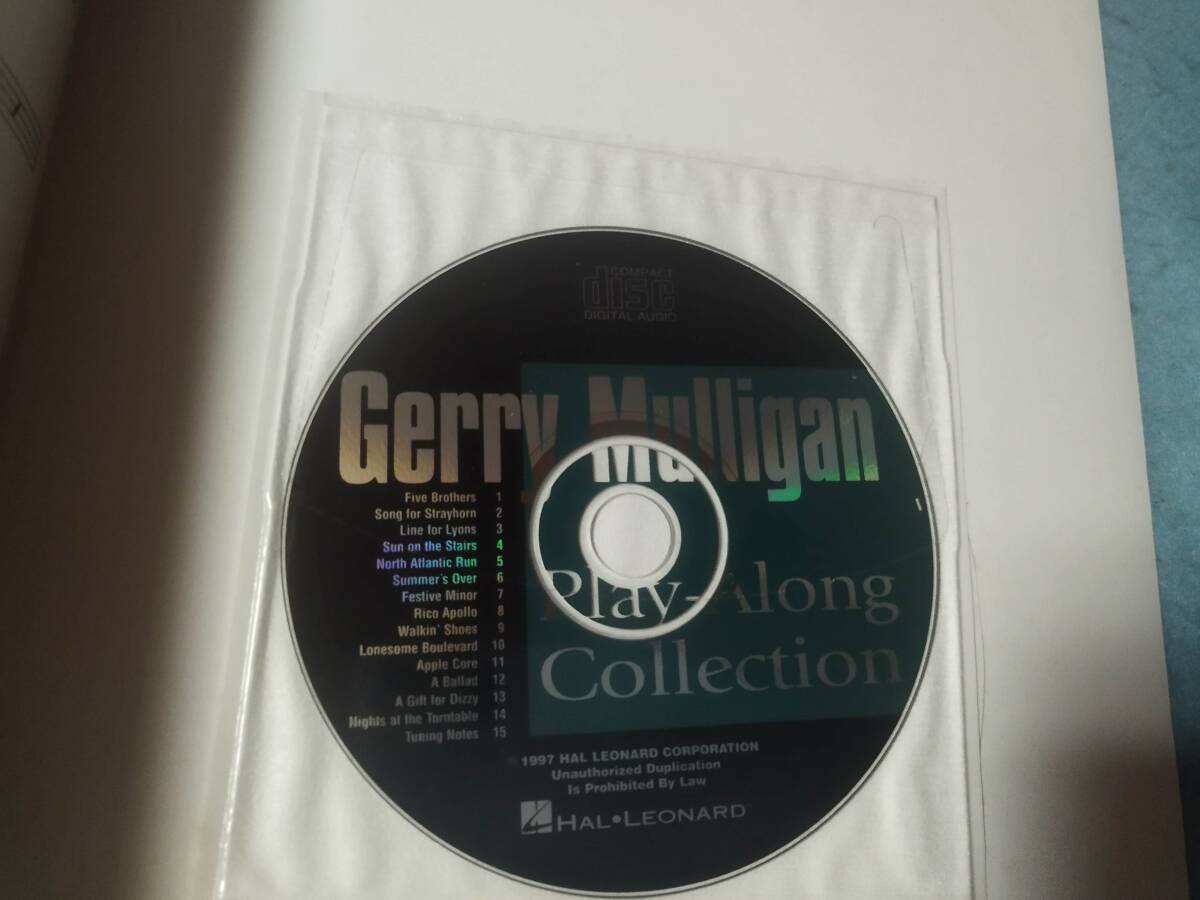 COMPACT
disc
DIGITAL AUDIO
Gerry Mulligan
Five Brothers 1
Song for Strayhorn 2
Line for Lyons 3
Sun on the Stairs 4
North Atlantic Run 5
Summer's Over 6
Festive Minor 7
Rico Apollo 8
Walkin' Shoes 9
Lonesome Boulevard 10
Apple Core 11
A Ballad 12
A Gift for Dizzy 13
Nights at the Torntable 14
Tuning Notes 15
Play-Along
Collection
© 1997 HAL LEONARD CORPORATION
Unauthorized Duplication
Is Prohibited By Law
HAL•LEONARD®